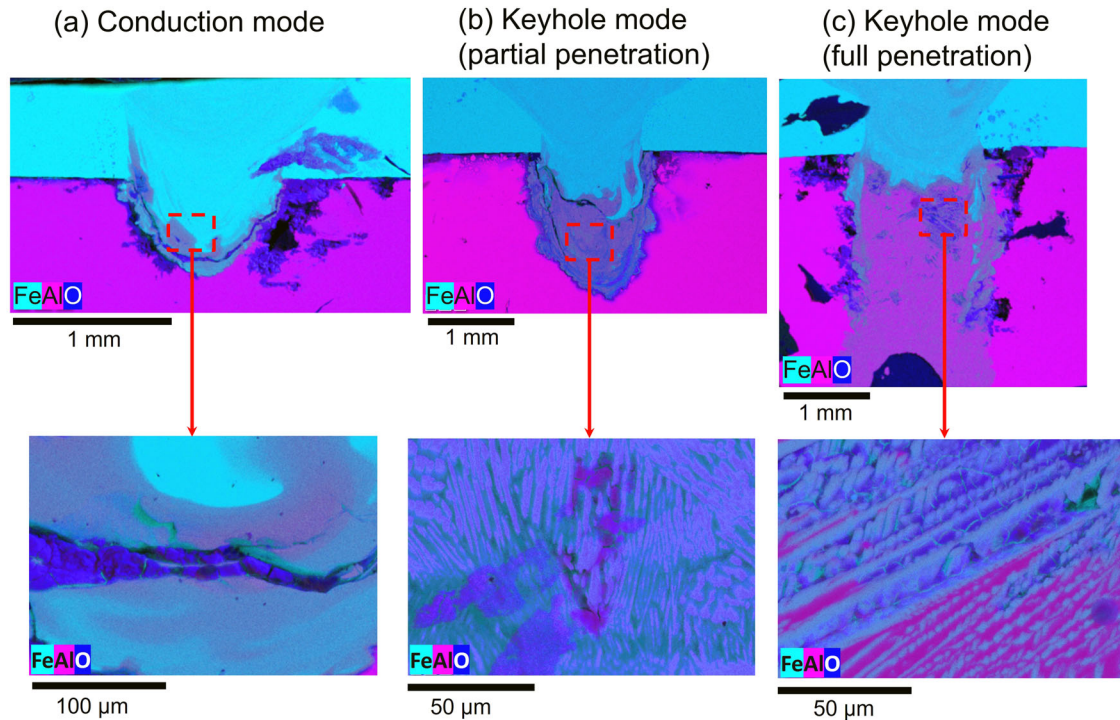 (a) Conduction mode
(b) Keyhole mode
(partial penetration)
(c) Keyhole mode
(full penetration)
FeAlO
1 mm
FeAlO
1 mm
FeAlO
1 mm
FeAlO
100 µm
FeAlO
50 µm
FeAlO
50 µm